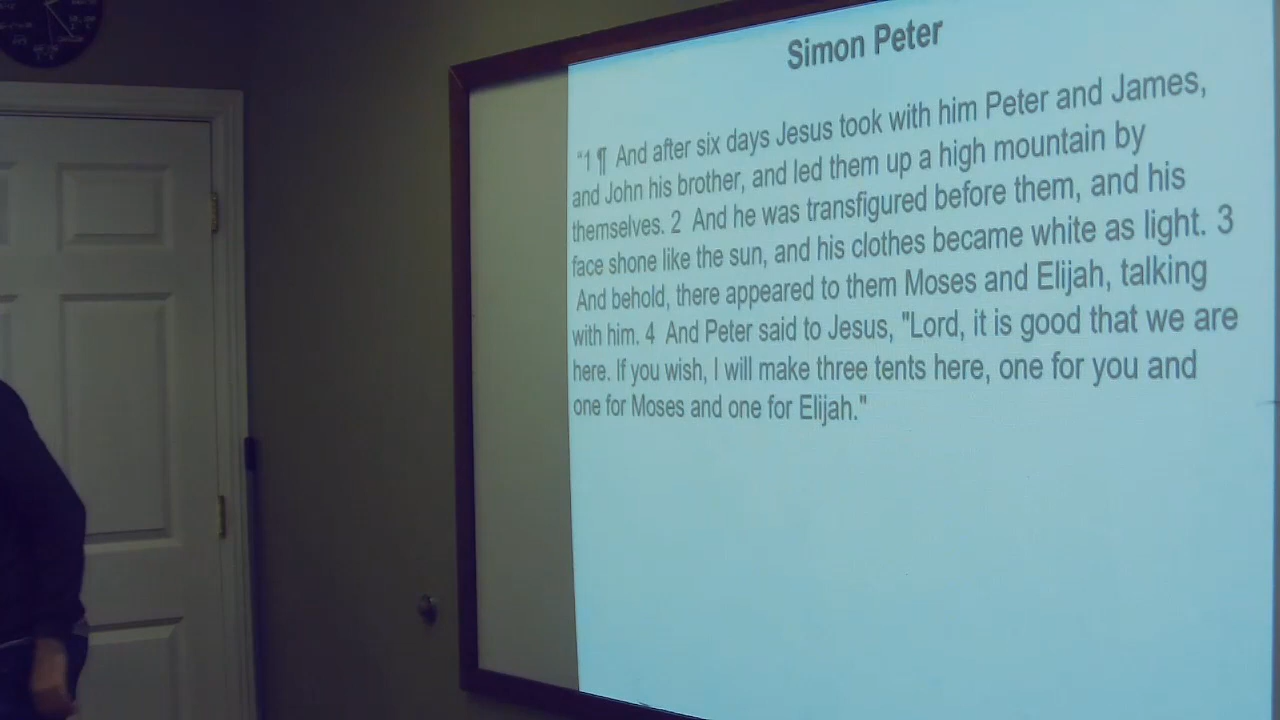 Simon Peter
“1 ¶ And after six days Jesus took with him Peter and James,
and John his brother, and led them up a high mountain by
themselves. 2 And he was transfigured before them, and his
face shone like the sun, and his clothes became white as light. 3
And behold, there appeared to them Moses and Elijah, talking
with him. 4 And Peter said to Jesus, "Lord, it is good that we are
here. If you wish, I will make three tents here, one for you and
one for Moses and one for Elijah."